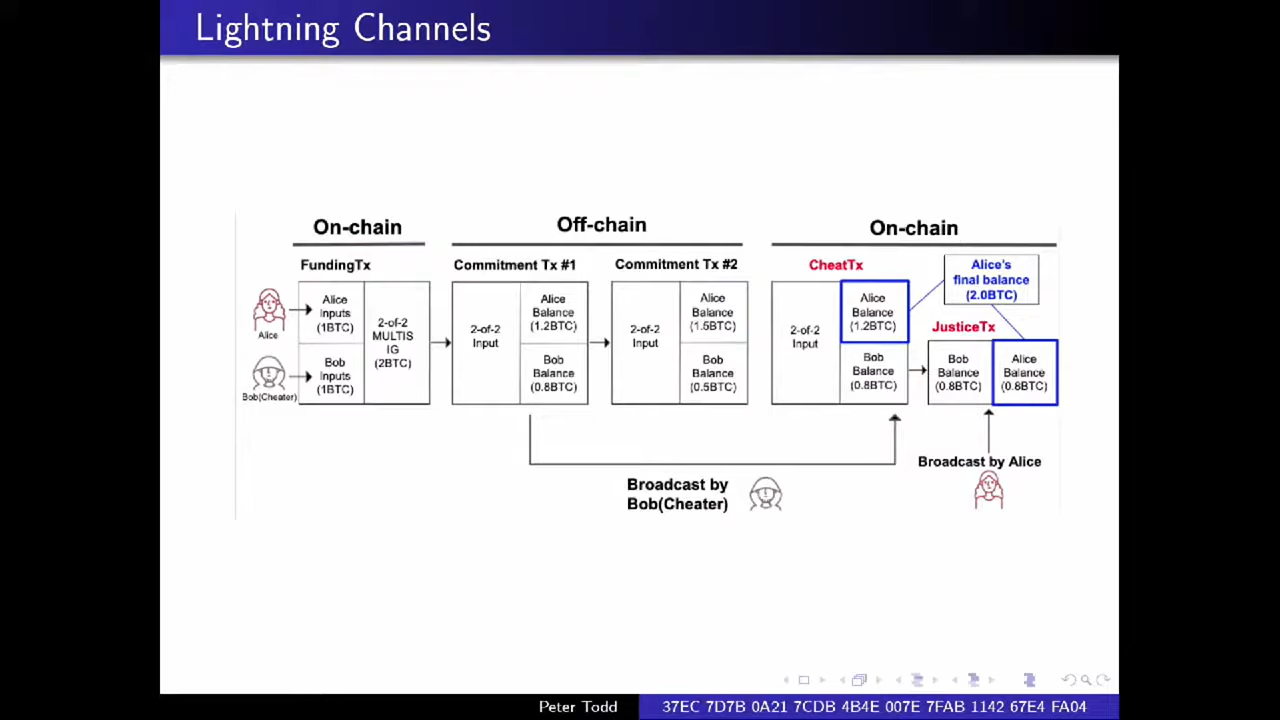 Lightning Channels
On-chain
Off-chain
On-chain
FundingTx
Commitment Tx #1
Commitment Tx #2
CheatTx
Alice's
final balance
(2.0BTC)
JusticeTx
Alice
Bob(Cheater)
Alice
Inputs
(1BTC)
Bob
Inputs
(1BTC)
2-of-2
MULTIS
IG
(2BTC)
2-of-2
Input
Alice
Balance
(1.2BTC)
Bob
Balance
(0.8BTC)
2-of-2
Input
Alice
Balance
(1.5BTC)
Bob
Balance
(0.5BTC)
2-of-2
Input
Alice
Balance
(1.2BTC)
Bob
Balance
(0.8BTC)
Bob
Balance
(0.8BTC)
Alice
Balance
(0.8BTC)
Broadcast by
Bob(Cheater)
Broadcast by Alice
Peter Todd
37EC 7D7B 0A21 7CDB 4B4E 007E 7FAB 1142 67E4 FA04